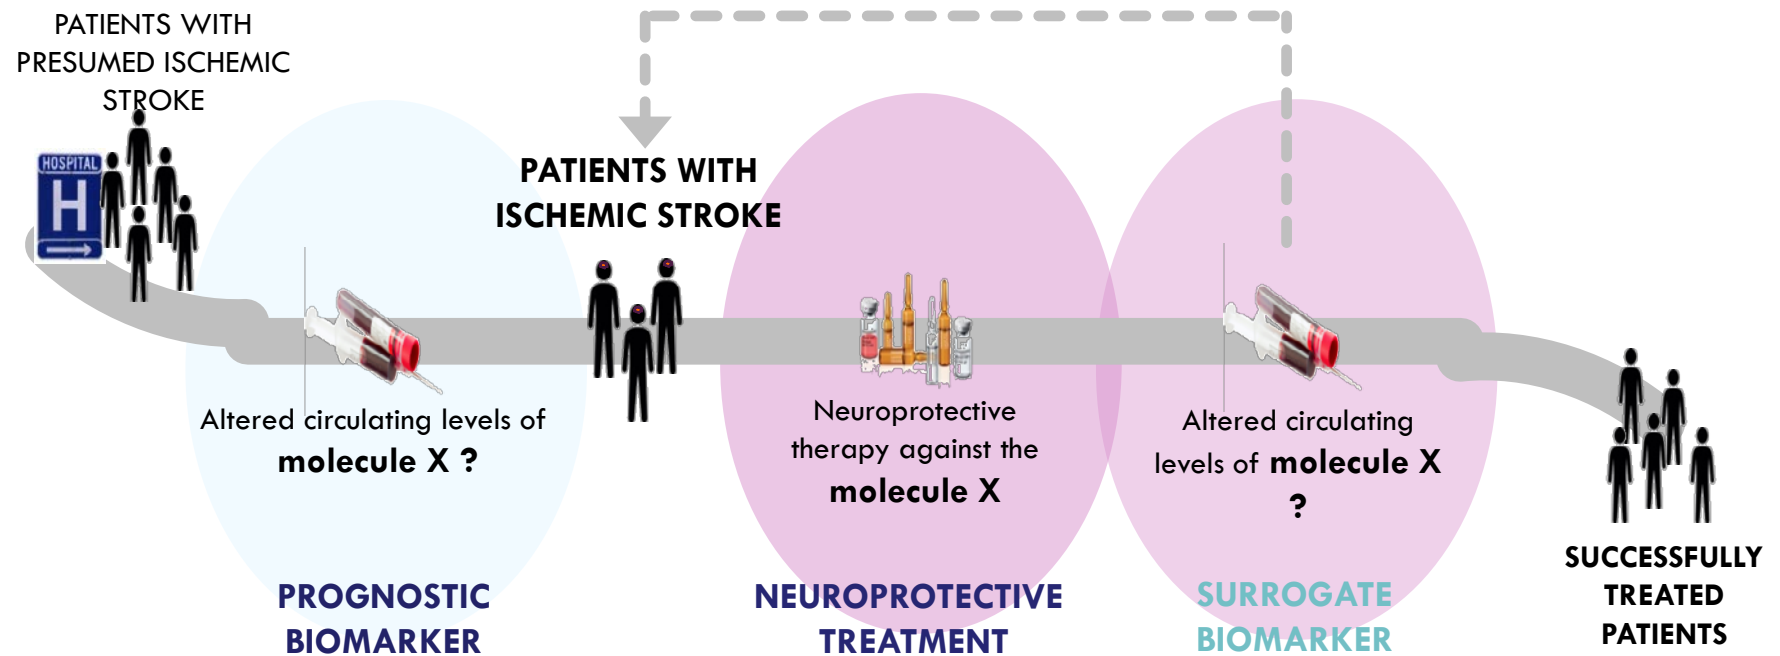 PATIENTS WITH
PRESUMED ISCHEMIC
STROKE
HOSPITAL
H
PATIENTS WITH
ISCHEMIC STROKE
Altered circulating levels of
molecule X ?
Neuroprotective
therapy against the
molecule X
Altered circulating
levels of molecule X
?
PROGNOSTIC
BIOMARKER
NEUROPROTECTIVE
TREATMENT
SURROGATE
BIOMARKER
SUCCESSFULLY
TREATED
PATIENTS